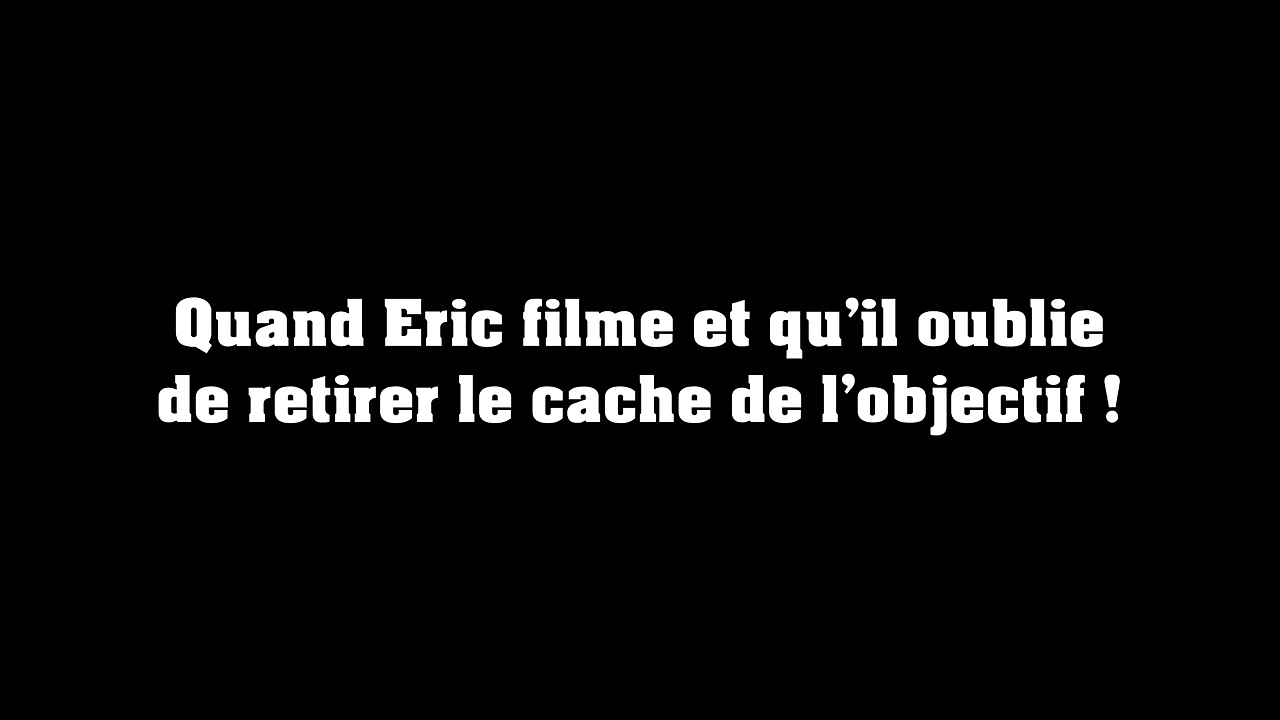 Quand Eric filme et qu’il oublie
de retirer le cache de l’objectif !